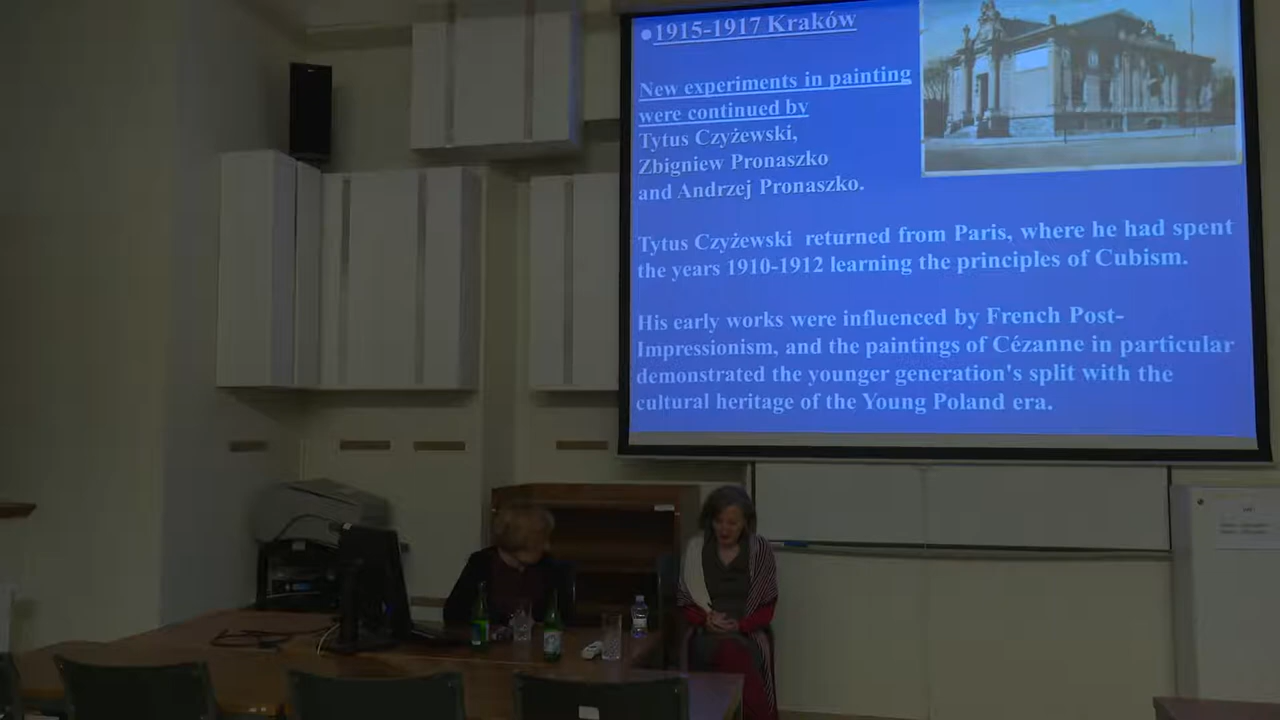 •1915-1917 Kraków
New experiments in painting
were continued by
Tytus Czyżewski,
Zbigniew Pronaszko
and Andrzej Pronaszko.
Tytus Czyżewski returned from Paris, where he had spent
the years 1910-1912 learning the principles of Cubism.
His early works were influenced by French Post-
Impressionism, and the paintings of Cézanne in particular
demonstrated the younger generation's split with the
cultural heritage of the Young Poland era.